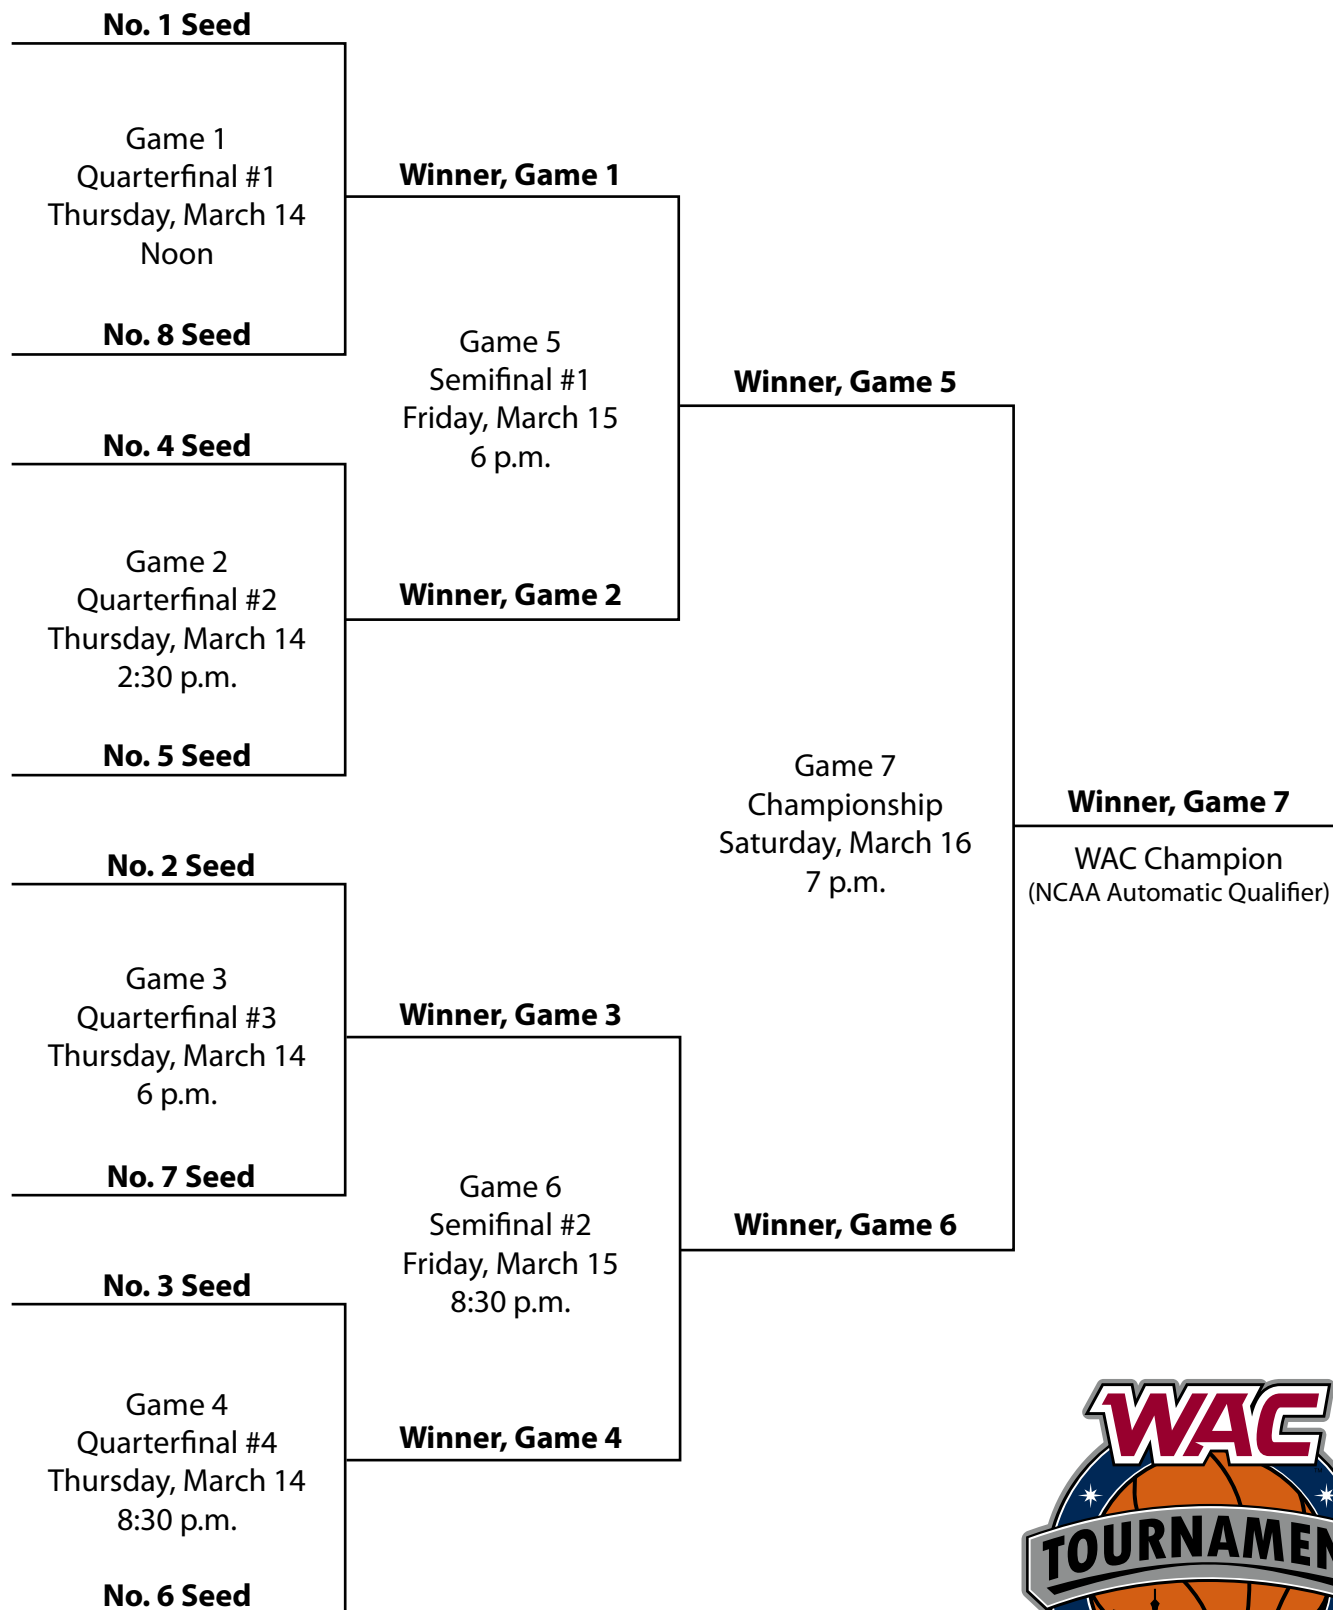 No. 1 Seed
Game 1
Quarterfinal #1
Thursday, March 14
Noon
No. 8 Seed
No. 4 Seed
Game 2
Quarterfinal #2
Thursday, March 14
2:30 p.m.
No. 5 Seed
No. 2 Seed
Game 3
Quarterfinal #3
Thursday, March 14
6 p.m.
No. 7 Seed
No. 3 Seed
Game 4
Quarterfinal #4
Thursday, March 14
8:30 p.m.
No. 6 Seed
Winner, Game 1
Game 5
Semifinal #1
Friday, March 15
6 p.m.
Winner, Game 2
Winner, Game 3
Game 6
Semifinal #2
Friday, March 15
8:30 p.m.
Winner, Game 4
Winner, Game 5
Game 7
Championship
Saturday, March 16
7 p.m.
Winner, Game 6
Winner, Game 7
WAC Champion
(NCAA Automatic Qualifier)
WAC
TOURNAMEN